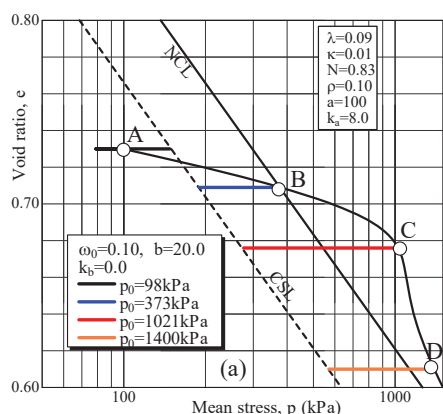 0.80
0.70
0.60
Void ratio, e
NCL
λ=0.09
κ=0.01
N=0.83
ρ=0.10
a=100
kₐ=8.0
A
B
C
D
CSL
ω₀=0.10, b=20.0
k_b=0.0
p₀=98kPa
p₀=373kPa
p₀=1021kPa
p₀=1400kPa
(a)
100
1000
Mean stress, p (kPa)